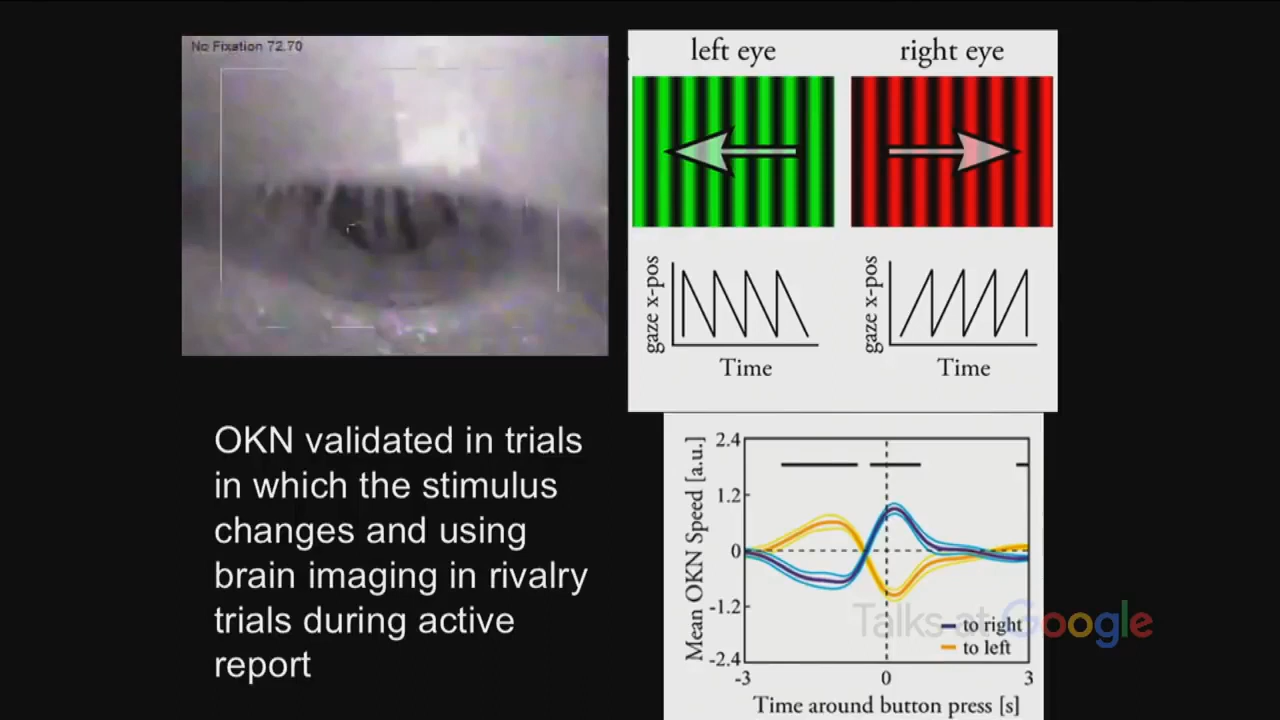 No Fixation 72.70
left eye
right eye
gaze x-pos
Time
gaze x-pos
Time
OKN validated in trials
in which the stimulus
changes and using
brain imaging in rivalry
trials during active
report
Mean OKN Speed [a.u.]
2.4
1.2
0
-1.2
-2.4
to right
to left
-3
0
3
Time around button press [s]
Talks at Google